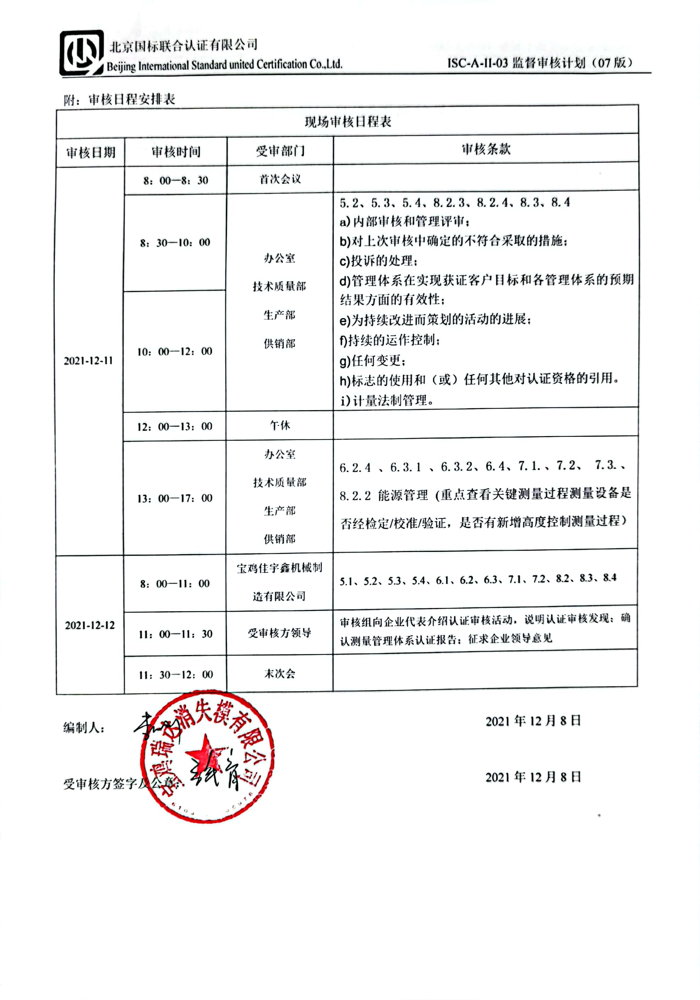 北京国标联合认证有限公司
Beijing International Standard united Certification Co.,Ltd.
ISC-A-II-03 监督审核计划（07 版）
附：审核日程安排表
现场审核日程表
审核日期 审核时间 受审部门 审核条款
2021-12-11
8：00—8：30 首次会议
8：30—10：00
10：00—12：00
办公室
技术质量部
生产部
供销部
5.2、5.3、5.4、8.2.3、8.2.4、8.3、8.4
a)内部审核和管理评审；
b)对上次审核中确定的不符合采取的措施；
c)投诉的处理；
d)管理体系在实现获证客户目标和各管理体系的预期
结果方面的有效性；
e)为持续改进而策划的活动的进展；
f)持续的运作控制；
g)任何变更；
h)标志的使用和（或）任何其他对认证资格的引用。
i)计量法制管理。
12：00—13：00 午休
13：00—17：00
办公室
技术质量部
生产部
供销部
6.2.4 、6.3.1 、6.3.2、6.4、7.1.、7.2、 7.3.、
8.2.2 能源管理 (重点查看关键测量过程测量设备是
否经检定/校准/验证，是否有新增高度控制测量过程）
2021-12-12
8：00—11：00
宝鸡佳宇鑫机械制
造有限公司
5.1、5.2、5.3、5.4、6.1、6.2、6.3、7.1、7.2、8.2、8.3、8.4
11：00—11：30 受审核方领导
审核组向企业代表介绍认证审核活动，说明认证审核发现；确
认测量管理体系认证报告；征求企业领导意见
11：30—12：00 末次会
编制人：
2021 年 12 月 8 日
受审核方签字及公章：
2021 年 12 月 8 日
瑞达消失模有限公司